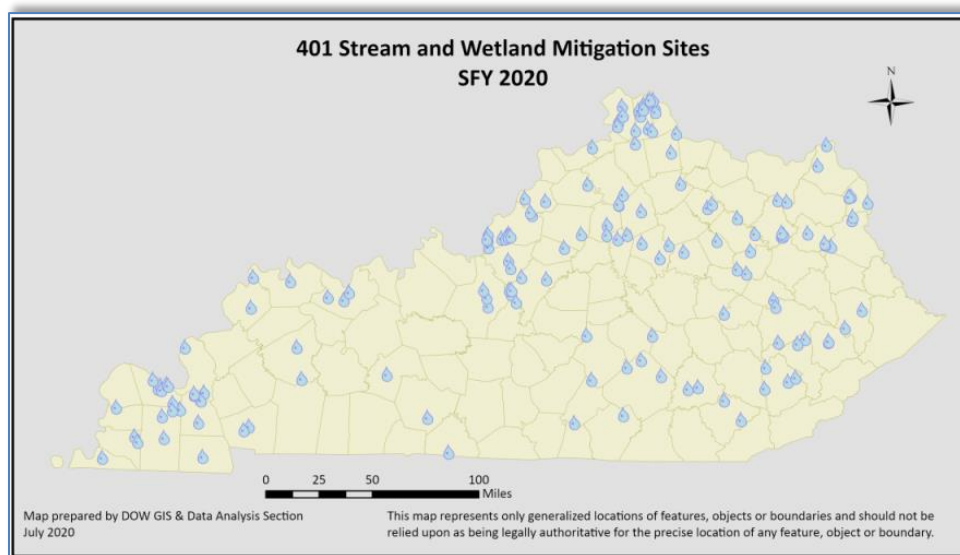 401 Stream and Wetland Mitigation Sites
SFY 2020
N
0 25 50 100
Miles
Map prepared by DOW GIS & Data Analysis Section
July 2020
This map represents only generalized locations of features, objects or boundaries and should not be
relied upon as being legally authoritative for the precise location of any feature, object or boundary.